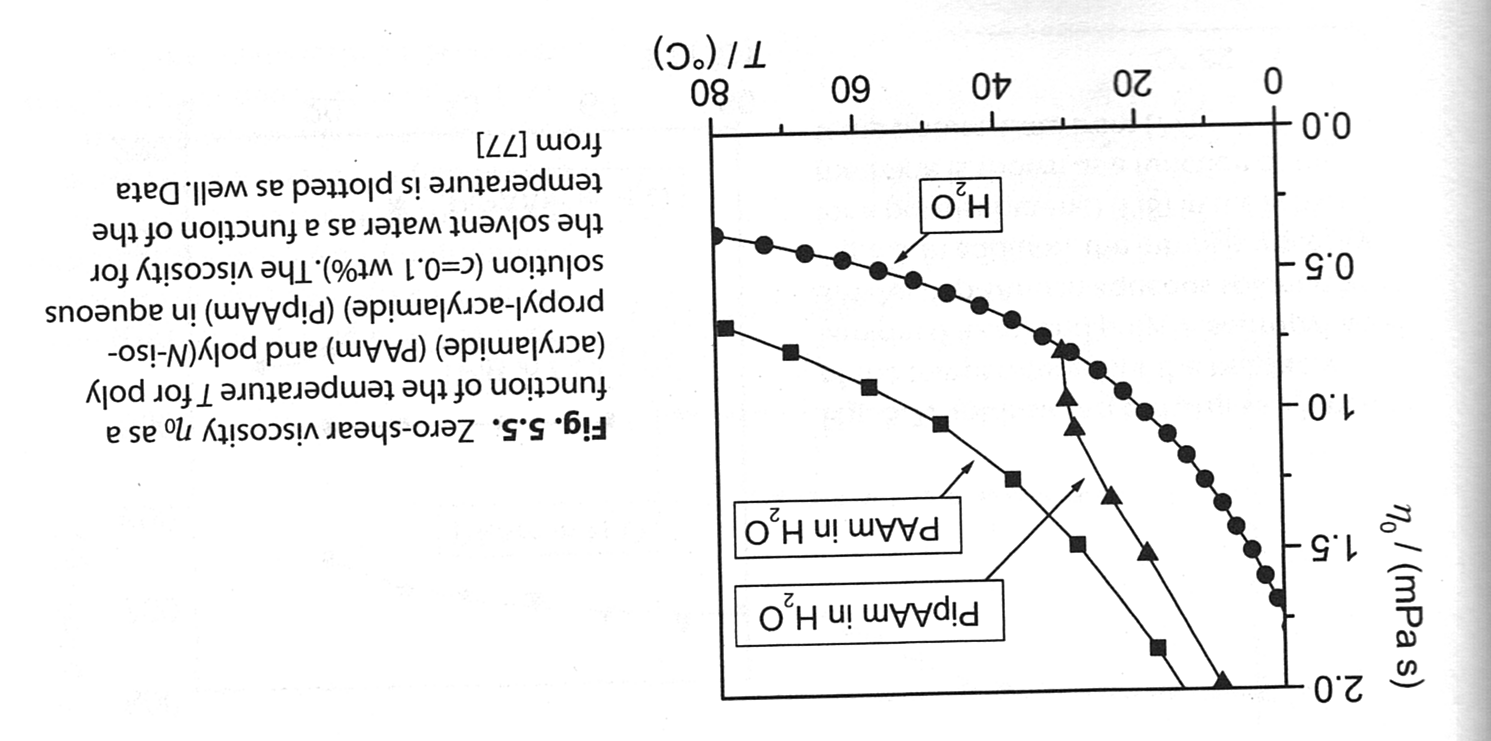 η₀ / (mPa s)
2.0
1.5
1.0
0.5
0.0
PipAAm in H₂O
PAAm in H₂O
H₂O
0 20 40 60 80
T / (°C)
Fig. 5.5. Zero-shear viscosity η₀ as a
function of the temperature T for poly
(acrylamide) (PAAm) and poly(N-iso-
propyl-acrylamide) (PipAAm) in aqueous
solution (c=0.1 wt%). The viscosity for
the solvent water as a function of the
temperature is plotted as well. Data
from [77]